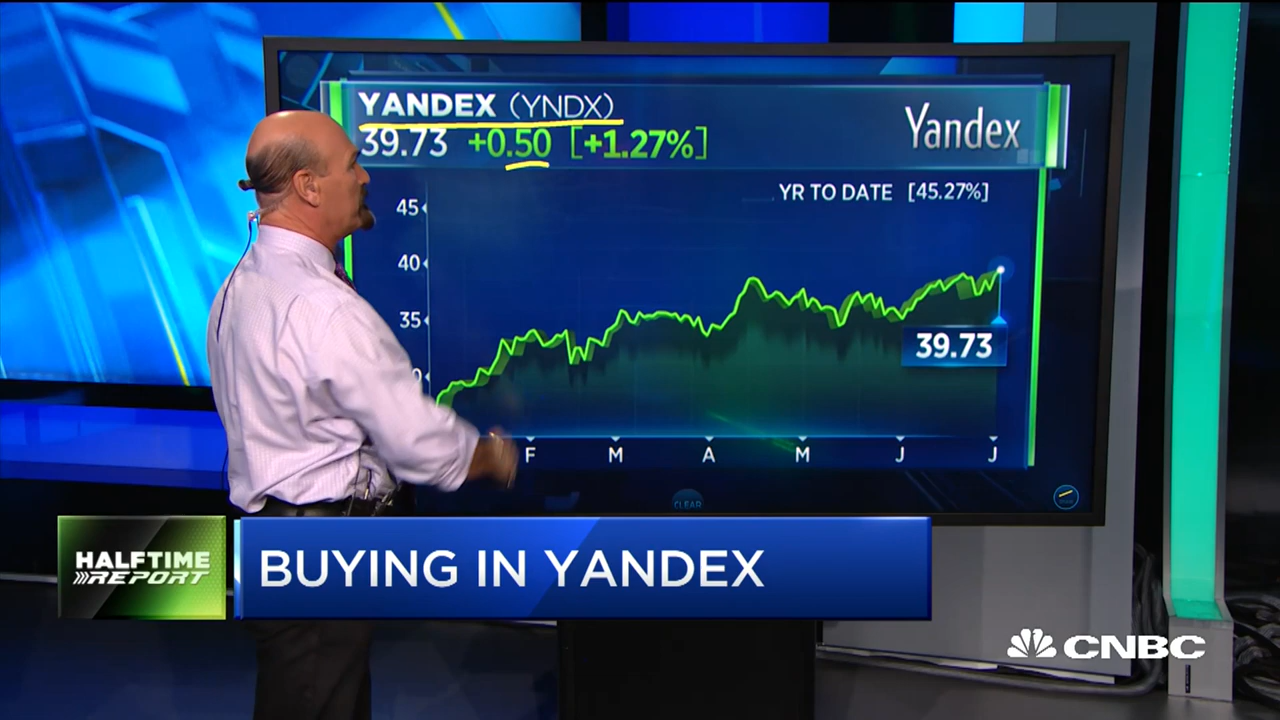 YANDEX (YNDX)
39.73 +0.50 [+1.27%]
Yandex
YR TO DATE [45.27%]
45
40
35
0
39.73
F M A M J J
CLEAR
HALFTIME
REPORT
BUYING IN YANDEX
CNBC